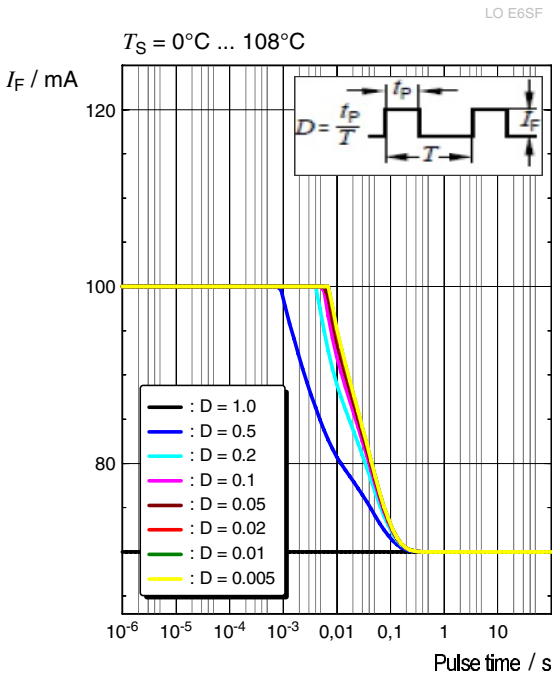 LO E6SF
T_S = 0°C ... 108°C
I_F / mA
120
100
80
D = t_P / T
t_P
I_F
T
: D = 1.0
: D = 0.5
: D = 0.2
: D = 0.1
: D = 0.05
: D = 0.02
: D = 0.01
: D = 0.005
10⁻⁶ 10⁻⁵ 10⁻⁴ 10⁻³ 0,01 0,1 1 10
Pulse time / s